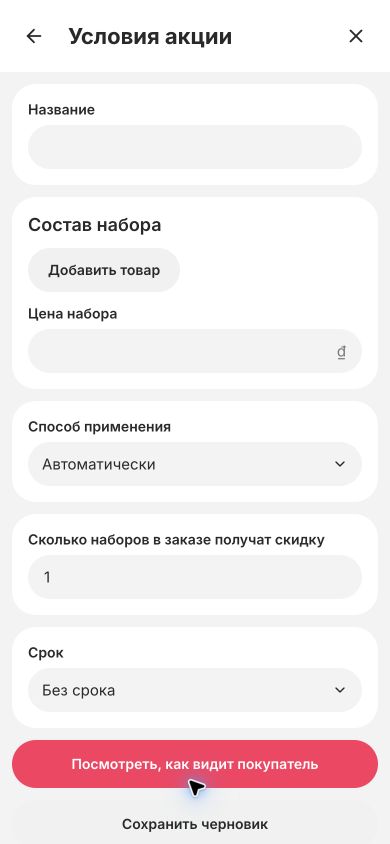 Условия акции
Название
Состав набора
Добавить товар
Цена набора
₫
Способ применения
Автоматически
Сколько наборов в заказе получат скидку
1
Срок
Без срока
Посмотреть, как видит покупатель
Сохранить черновик